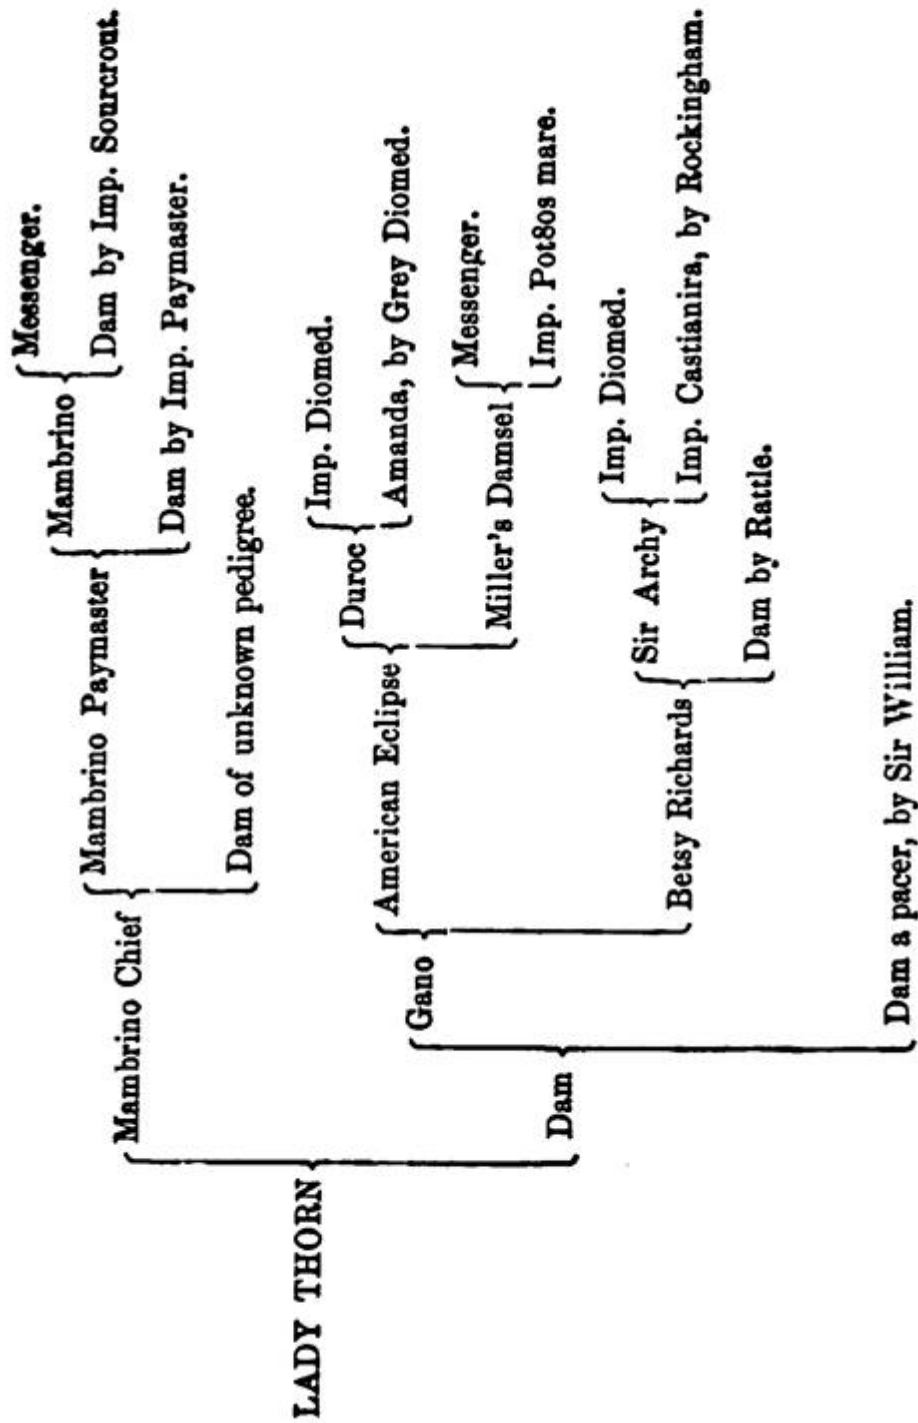 LADY THORN
Mambrino Chief
Mambrino Paymaster
Mambrino
Messenger.
Dam by Imp. Sourcrout.
Dam by Imp. Paymaster.
Dam of unknown pedigree.
Dam
Gano
American Eclipse
Duroc
Imp. Diomed.
Amanda, by Grey Diomed.
Miller's Damsel
Messenger.
Imp. Pot8os mare.
Betsy Richards
Sir Archy
Imp. Diomed.
Imp. Castianira, by Rockingham.
Dam by Rattle.
Dam a pacer, by Sir William.